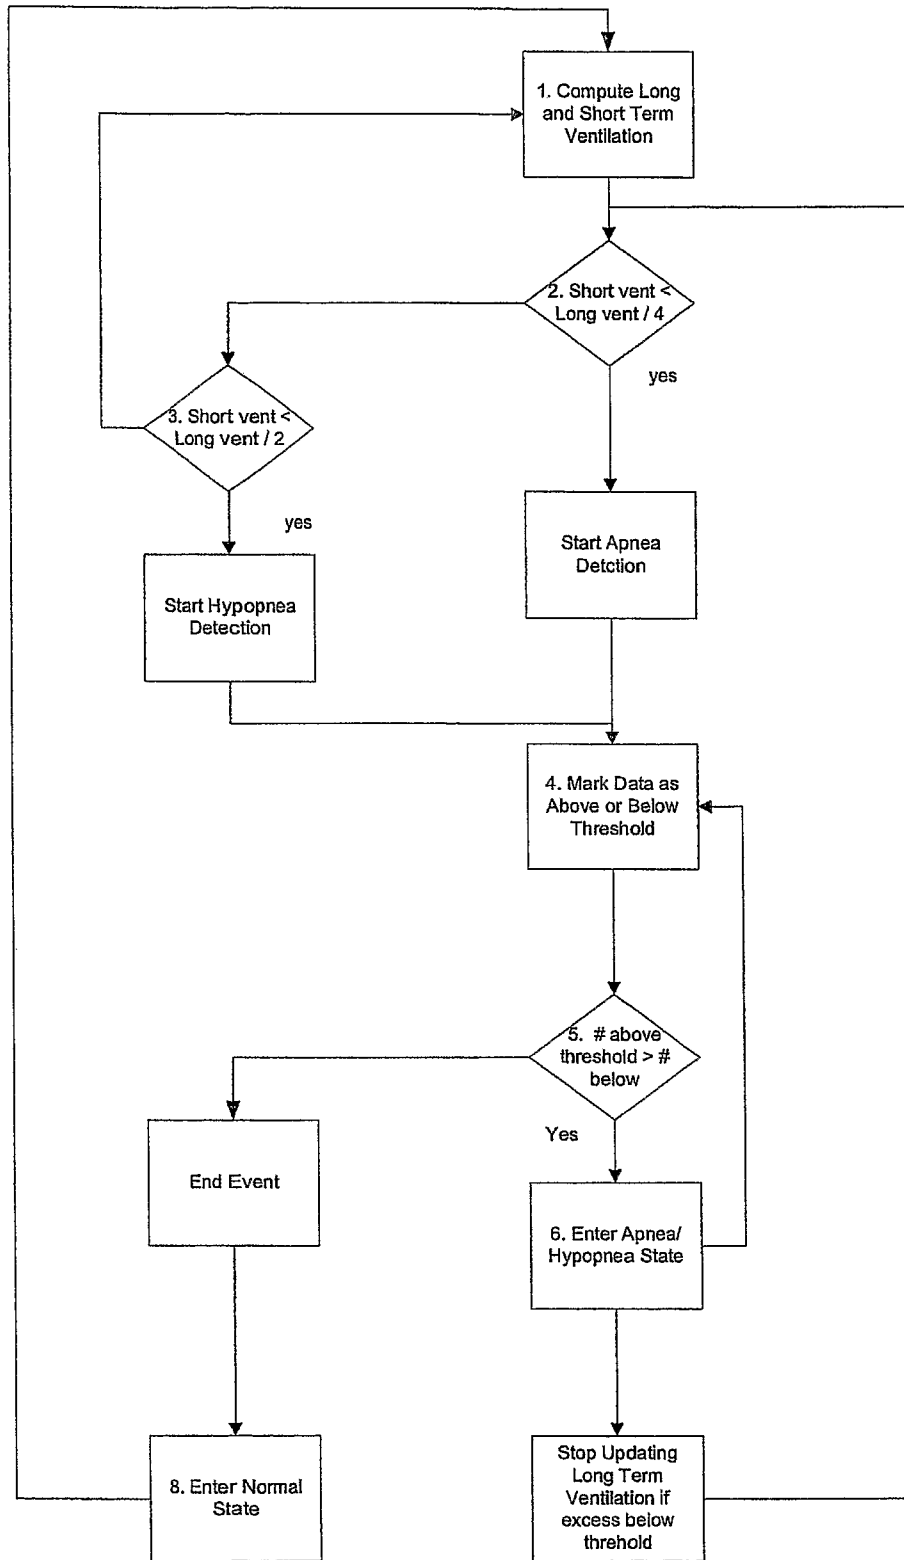 1. Compute Long
and Short Term
Ventilation
2. Short vent <
Long vent / 4
yes
3. Short vent <
Long vent / 2
yes
Start Apnea
Detction
Start Hypopnea
Detection
4. Mark Data as
Above or Below
Threshold
5. # above
threshold > #
below
Yes
End Event
6. Enter Apnea/
Hypopnea State
8. Enter Normal
State
Stop Updating
Long Term
Ventilation if
excess below
threhold